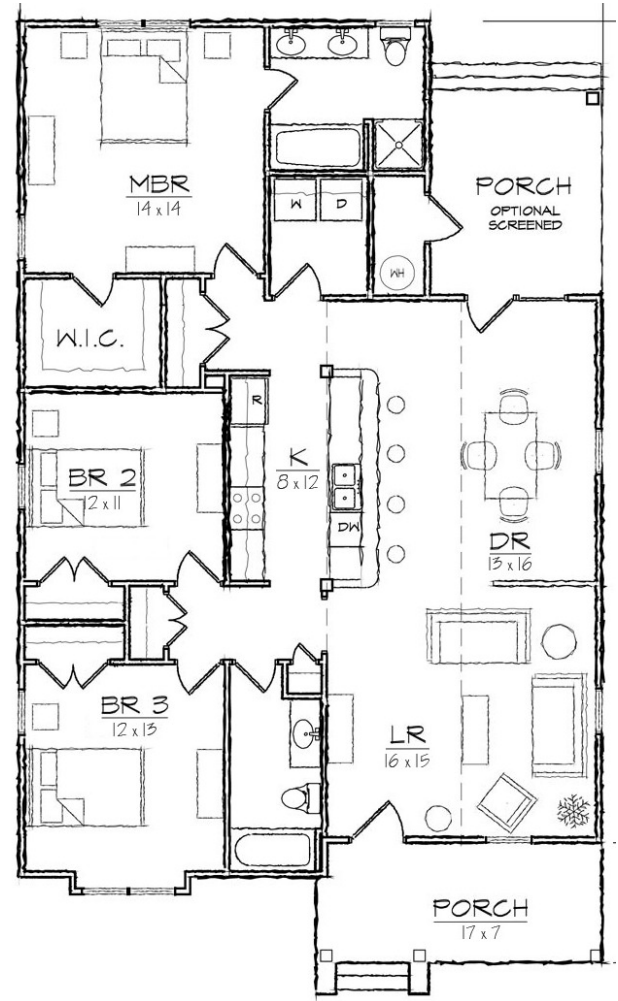 MBR
14 x 14
W
D
WH
PORCH
OPTIONAL
SCREENED
W.I.C.
R
K
8 x 12
DW
BR 2
12 x 11
DR
13 x 16
BR 3
12 x 13
LR
16 x 15
PORCH
17 x 7